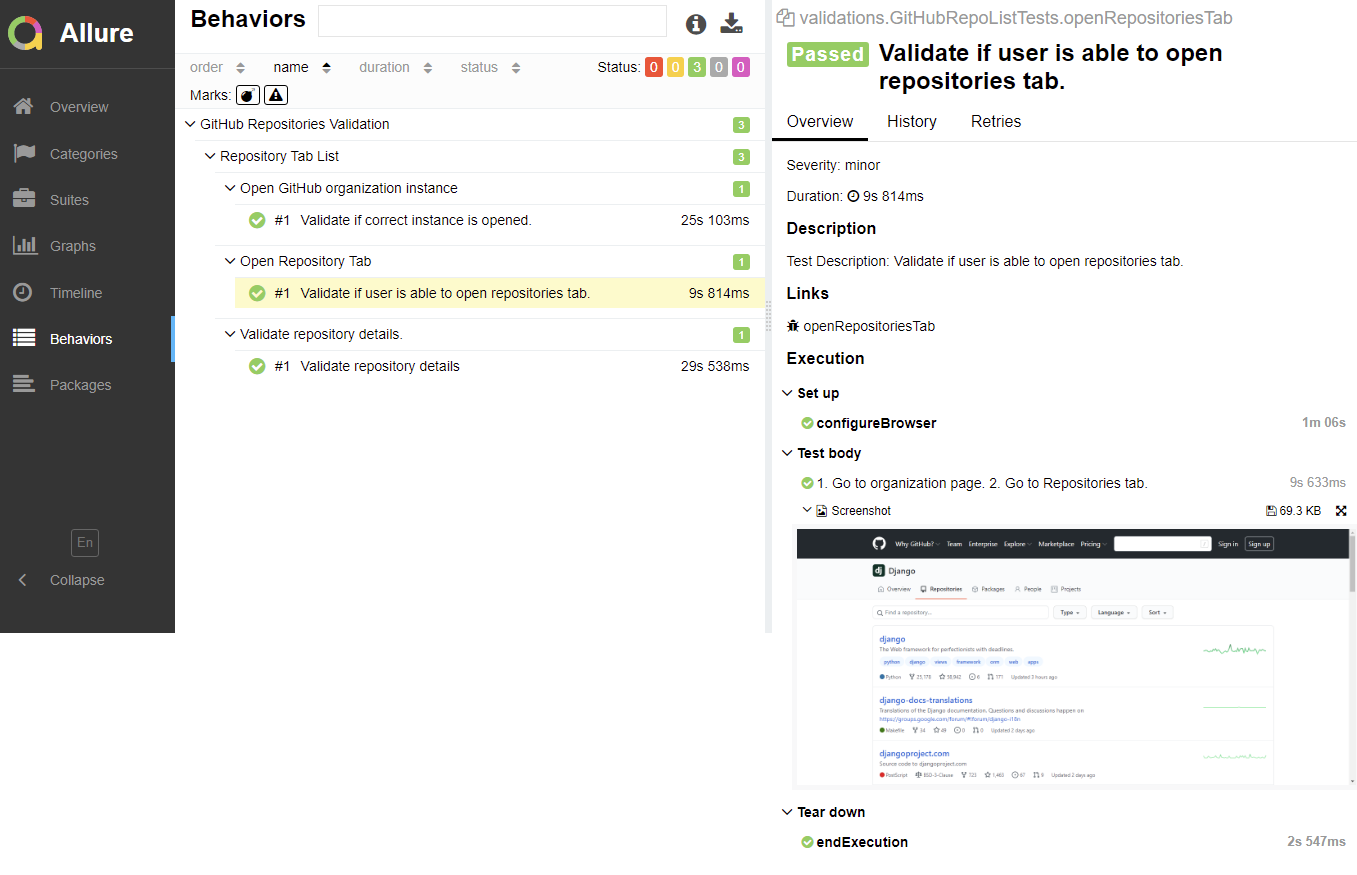 Allure
Overview
Categories
Suites
Graphs
Timeline
Behaviors
Packages
En
Collapse
Behaviors
order name duration status Status: 0 0 3 0 0
Marks:
GitHub Repositories Validation 3
Repository Tab List 3
Open GitHub organization instance 1
#1 Validate if correct instance is opened. 25s 103ms
Open Repository Tab 1
#1 Validate if user is able to open repositories tab. 9s 814ms
Validate repository details. 1
#1 Validate repository details 29s 538ms
validations.GitHubRepoListTests.openRepositoriesTab
Passed Validate if user is able to open
repositories tab.
Overview History Retries
Severity: minor
Duration: 9s 814ms
Description
Test Description: Validate if user is able to open repositories tab.
Links
openRepositoriesTab
Execution
Set up
configureBrowser 1m 06s
Test body
1. Go to organization page. 2. Go to Repositories tab. 9s 633ms
Screenshot 69.3 KB
Why GitHub? Team Enterprise Explore Marketplace Pricing Sign in Sign up
dj Django
Overview Repositories Packages People Projects
Find a repository... Type Language Sort
django
The Web framework for perfectionists with deadlines.
python django views framework orm web apps
Python 23,178 171 Updated 3 hours ago
django-docs-translations
Translations of the Django documentation. Questions and discussions happen on
https://groups.google.com/forum/#!forum/django-i18n
Makefile 34 49 0 0 Updated 2 days ago
djangoproject.com
Source code to djangoproject.com
PostScript BSD-3-Clause 723 1,463 67 9 Updated 2 days ago
Tear down
endExecution 2s 547ms